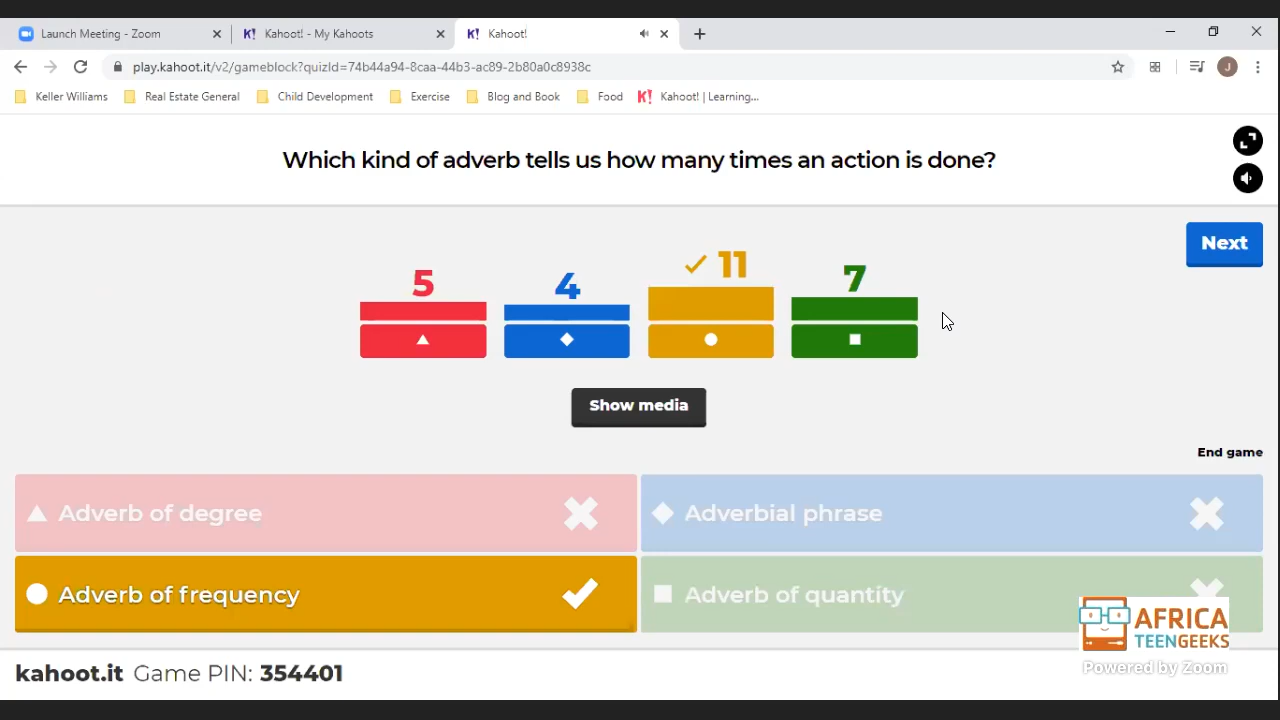 Launch Meeting - Zoom
Kahoot! - My Kahoots
Kahoot!
play.kahoot.it/v2/gameblock?quizId=74b44a94-8caa-44b3-ac89-2b80a0c8938c
J
Keller Williams
Real Estate General
Child Development
Exercise
Blog and Book
Food
K! Kahoot! | Learning...
Which kind of adverb tells us how many times an action is done?
Next
5
4
11
7
Show media
End game
Adverb of degree
Adverbial phrase
Adverb of frequency
Adverb of quantity
AFRICA
TEENGEEKS
Powered by Zoom
kahoot.it Game PIN: 354401